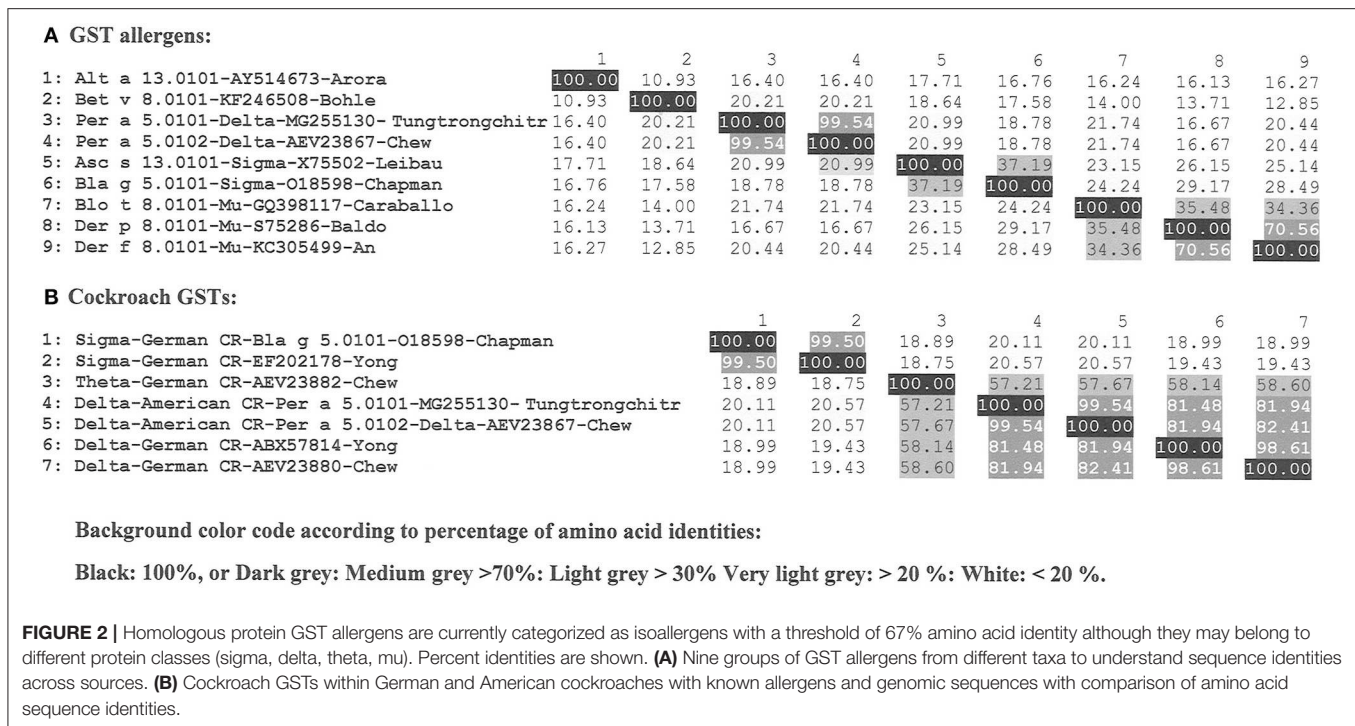 A GST allergens:
1 2 3 4 5 6 7 8 9
1: Alt a 13.0101-AY514673-Arora 100.00 10.93 16.40 16.40 17.71 16.76 16.24 16.13 16.27
2: Bet v 8.0101-KF246508-Bohle 10.93 100.00 20.21 20.21 18.64 17.58 14.00 13.71 12.85
3: Per a 5.0101-Delta-MG255130- Tungtrongchitr 16.40 20.21 100.00 99.54 20.99 18.78 21.74 16.67 20.44
4: Per a 5.0102-Delta-AEV23867-Chew 16.40 20.21 99.54 100.00 20.99 18.78 21.74 16.67 20.44
5: Asc s 13.0101-Sigma-X75502-Leibau 17.71 18.64 20.99 20.99 100.00 37.19 23.15 26.15 25.14
6: Bla g 5.0101-Sigma-O18598-Chapman 16.76 17.58 18.78 18.78 37.19 100.00 24.24 29.17 28.49
7: Blo t 8.0101-Mu-GQ398117-Caraballo 16.24 14.00 21.74 21.74 23.15 24.24 100.00 35.48 34.36
8: Der p 8.0101-Mu-S75286-Baldo 16.13 13.71 16.67 16.67 26.15 29.17 35.48 100.00 70.56
9: Der f 8.0101-Mu-KC305499-An 16.27 12.85 20.44 20.44 25.14 28.49 34.36 70.56 100.00
B Cockroach GSTs:
1 2 3 4 5 6 7
1: Sigma-German CR-Bla g 5.0101-O18598-Chapman 100.00 99.50 18.89 20.11 20.11 18.99 18.99
2: Sigma-German CR-EF202178-Yong 99.50 100.00 18.75 20.57 20.57 19.43 19.43
3: Theta-German CR-AEV23882-Chew 18.89 18.75 100.00 57.21 57.67 58.14 58.60
4: Delta-American CR-Per a 5.0101-MG255130- Tungtrongchitr 20.11 20.57 57.21 100.00 99.54 81.48 81.94
5: Delta-American CR-Per a 5.0102-Delta-AEV23867-Chew 20.11 20.57 57.67 99.54 100.00 81.94 82.41
6: Delta-German CR-ABX57814-Yong 18.99 19.43 58.14 81.48 81.94 100.00 98.61
7: Delta-German CR-AEV23880-Chew 18.99 19.43 58.60 81.94 82.41 98.61 100.00
Background color code according to percentage of amino acid identities:
Black: 100%, or Dark grey: Medium grey >70%: Light grey > 30% Very light grey: > 20 %: White: < 20 %.
FIGURE 2 | Homologous protein GST allergens are currently categorized as isoallergens with a threshold of 67% amino acid identity although they may belong to
different protein classes (sigma, delta, theta, mu). Percent identities are shown. (A) Nine groups of GST allergens from different taxa to understand sequence identities
across sources. (B) Cockroach GSTs within German and American cockroaches with known allergens and genomic sequences with comparison of amino acid
sequence identities.